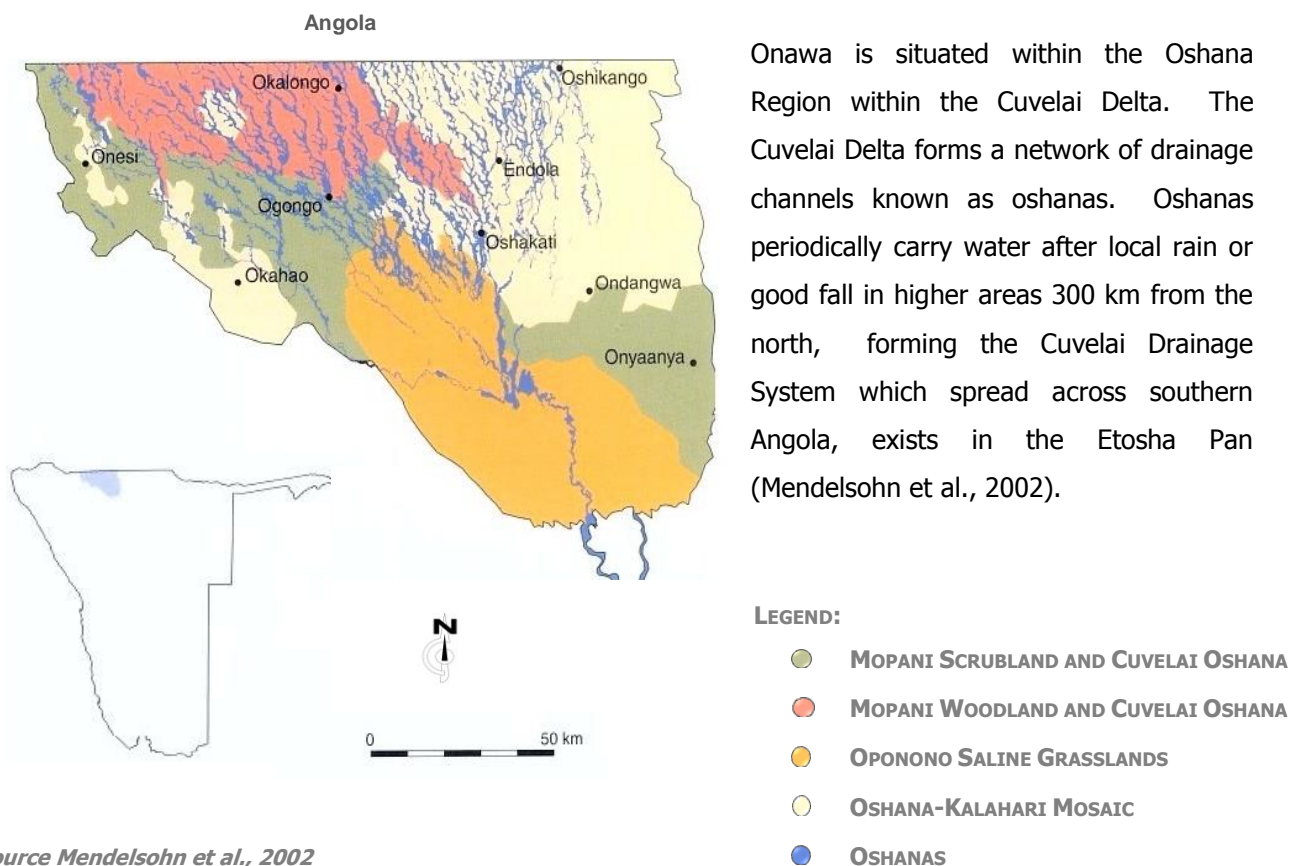 Angola
Okalongo
Oshikango
Onesi
Endola
Ogongo
Oshakati
Okahao
Ondangwa
Onyaanya
N
0 50 km
Onawa is situated within the Oshana
Region within the Cuvelai Delta. The
Cuvelai Delta forms a network of drainage
channels known as oshanas. Oshanas
periodically carry water after local rain or
good fall in higher areas 300 km from the
north, forming the Cuvelai Drainage
System which spread across southern
Angola, exists in the Etosha Pan
(Mendelsohn et al., 2002).
LEGEND:
MOPANI SCRUBLAND AND CUVELAI OSHANA
MOPANI WOODLAND AND CUVELAI OSHANA
OPONONO SALINE GRASSLANDS
OSHANA-KALAHARI MOSAIC
OSHANAS
ource Mendelsohn et al., 2002